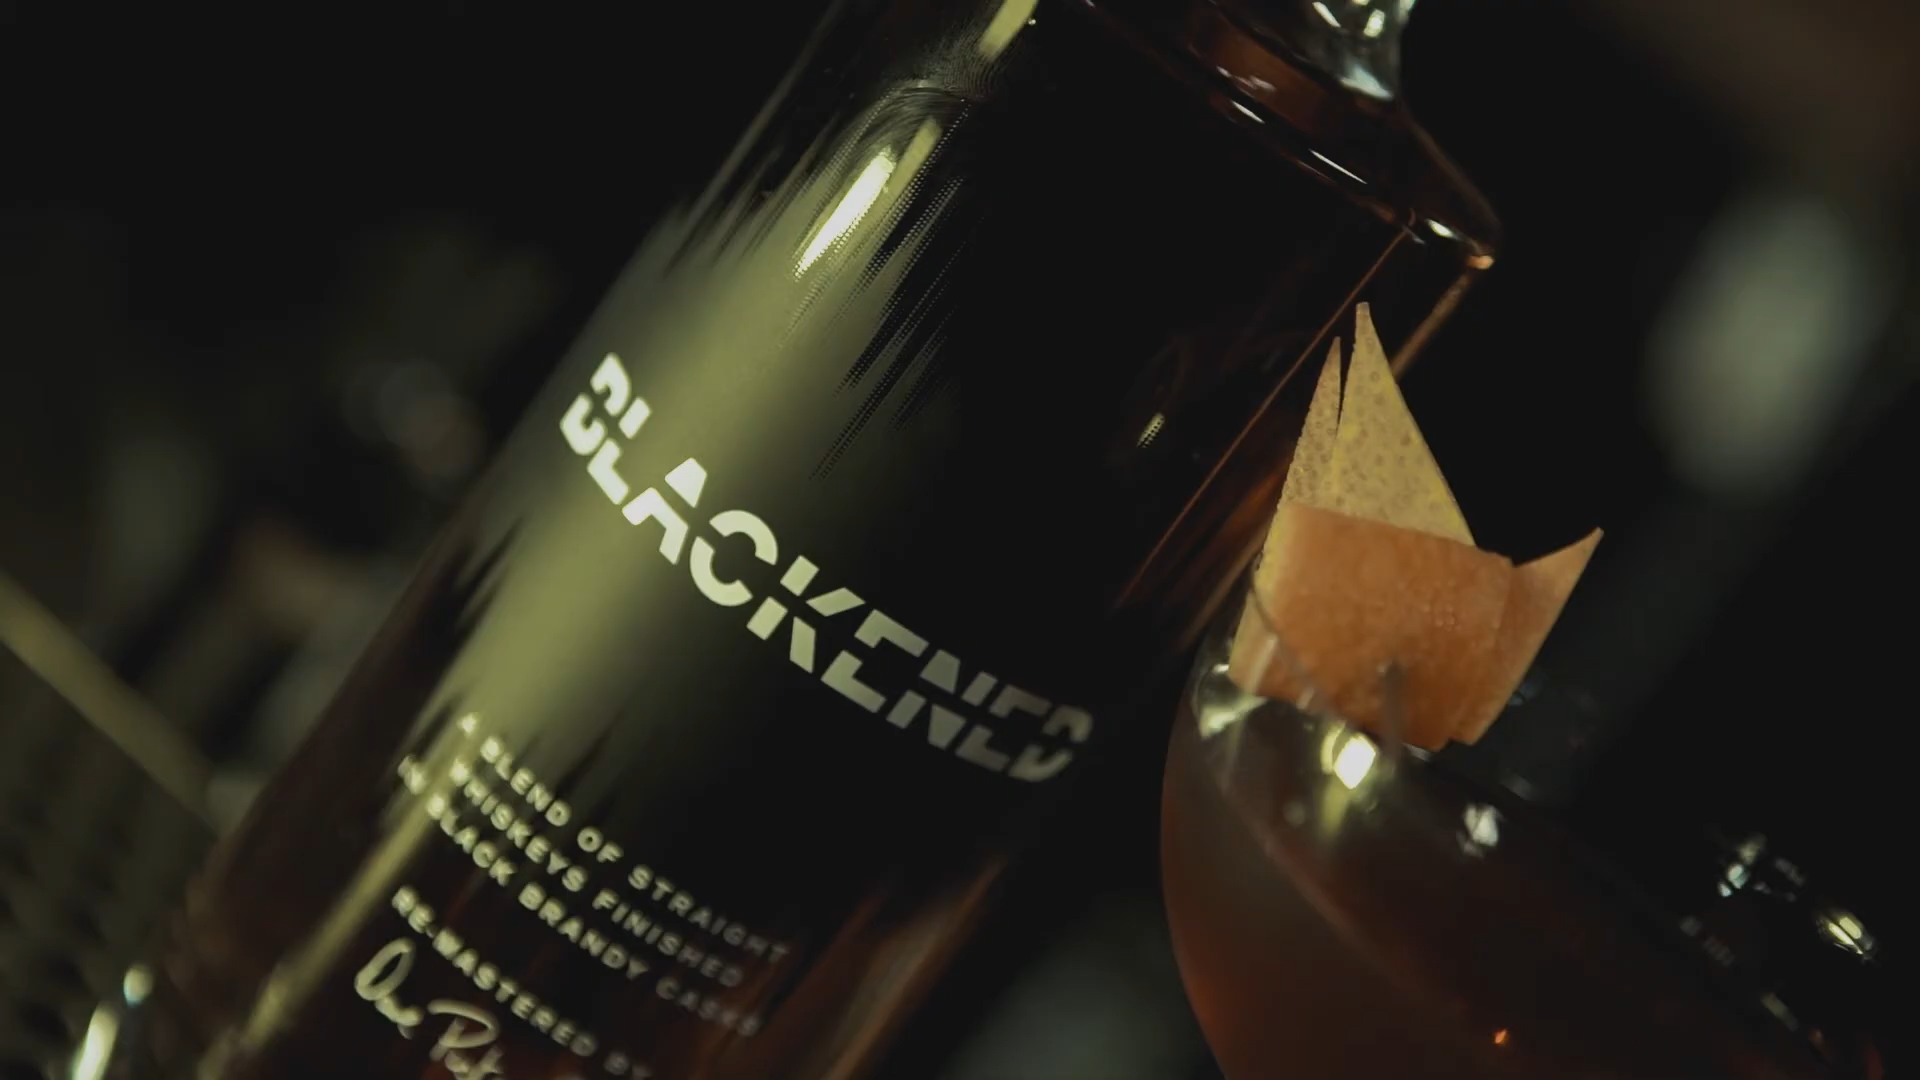 BLACKENED
A BLEND OF STRAIGHT
WHISKEYS FINISHED
IN BLACK BRANDY CASKS
RE-MASTERED BY